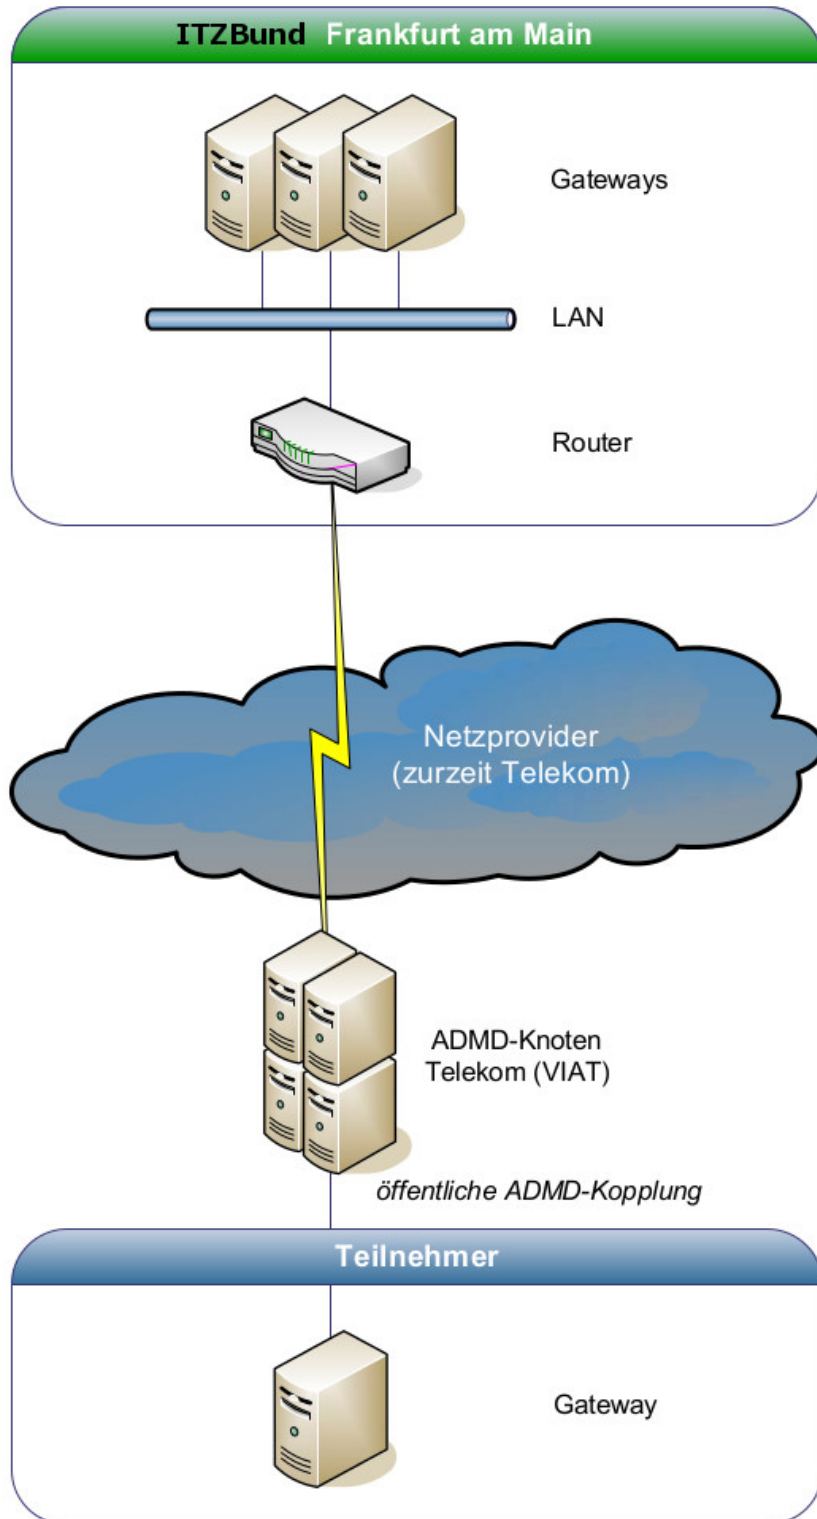 ITZBund Frankfurt am Main
Gateways
LAN
Router
Netzprovider
(zurzeit Telekom)
ADMD-Knoten
Telekom (VIAT)
öffentliche ADMD-Kopplung
Teilnehmer
Gateway